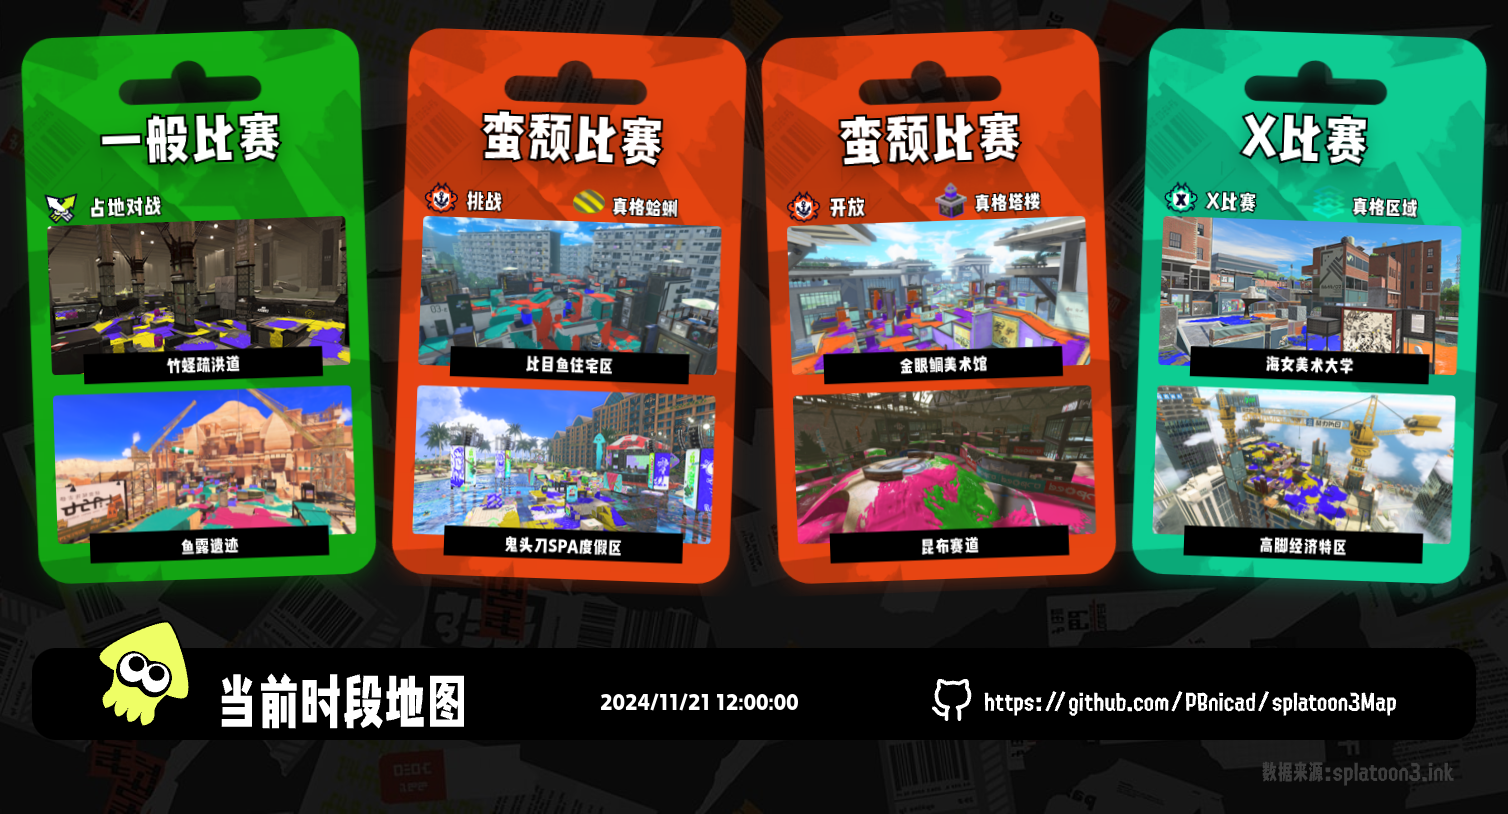 一般比赛
占地对战
竹蛏疏洪道
鱼露遗迹
蛮颓比赛
挑战
真格蛤蜊
比目鱼住宅区
鬼头刀SPA度假区
蛮颓比赛
开放
真格塔楼
金眼鲷美术馆
昆布赛道
X比赛
X比赛
真格区域
海女美术大学
高脚经济特区
当前时段地图
2024/11/21 12:00:00
https://github.com/PBnicad/splatoon3Map
数据来源:splatoon3.ink